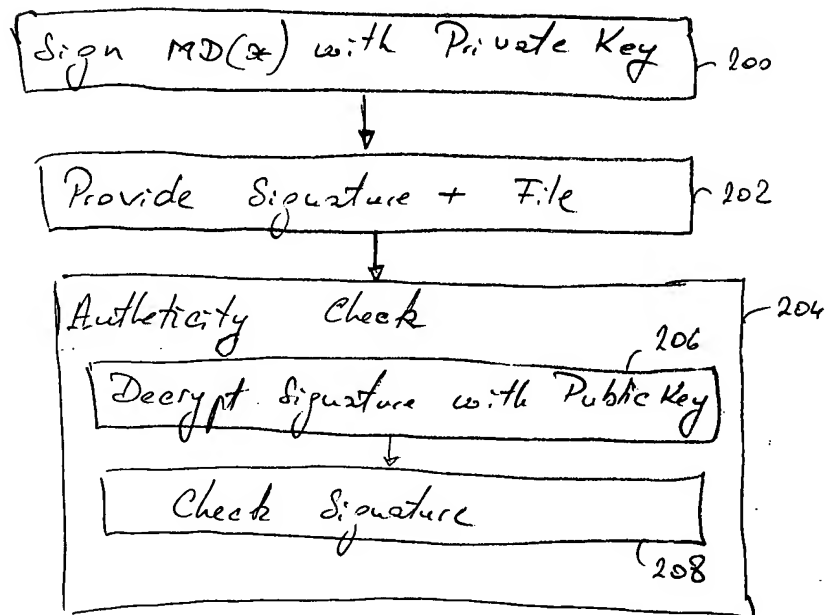 Sign MD(x) with Private Key 200
Provide Signature + File 202
Autheticity Check 204
206
Decrypt Signature with Public Key
Check Signature
208